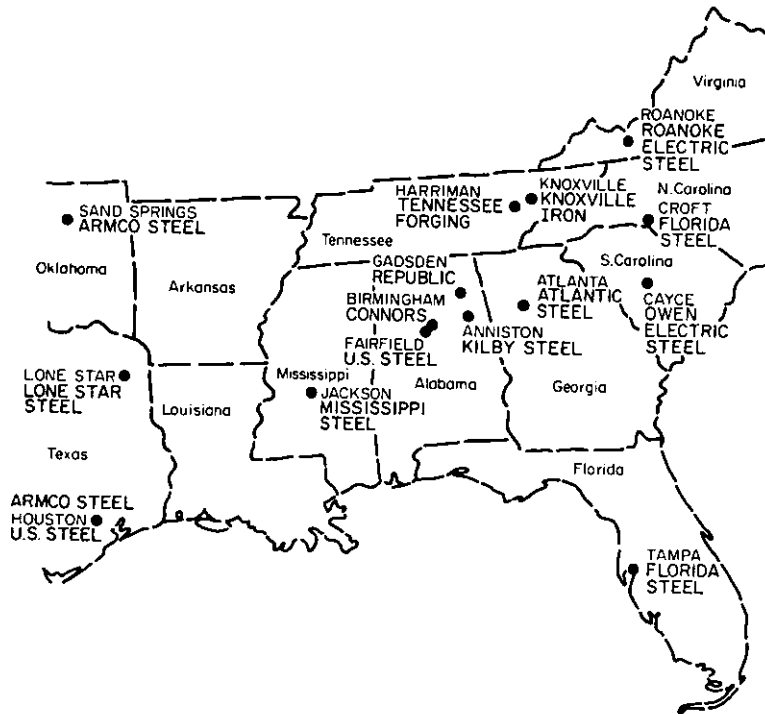 Virginia
ROANOKE
ROANOKE
ELECTRIC
STEEL
HARRIMAN
TENNESSEE
FORGING
KNOXVILLE
KNOXVILLE
IRON
N.Carolina
CROFT
FLORIDA
STEEL
SAND SPRINGS
ARMCO STEEL
Oklahoma
Arkansas
Tennessee
GADSDEN
REPUBLIC
BIRMINGHAM
CONNORS
FAIRFIELD
U.S. STEEL
ANNISTON
KILBY STEEL
ATLANTA
ATLANTIC
STEEL
S.Carolina
CAYCE
OWEN
ELECTRIC
STEEL
LONE STAR
LONE STAR
STEEL
Louisiana
Mississippi
JACKSON
MISSISSIPPI
STEEL
Alabama
Georgia
Texas
ARMCO STEEL
HOUSTON
U.S. STEEL
Florida
TAMPA
FLORIDA
STEEL